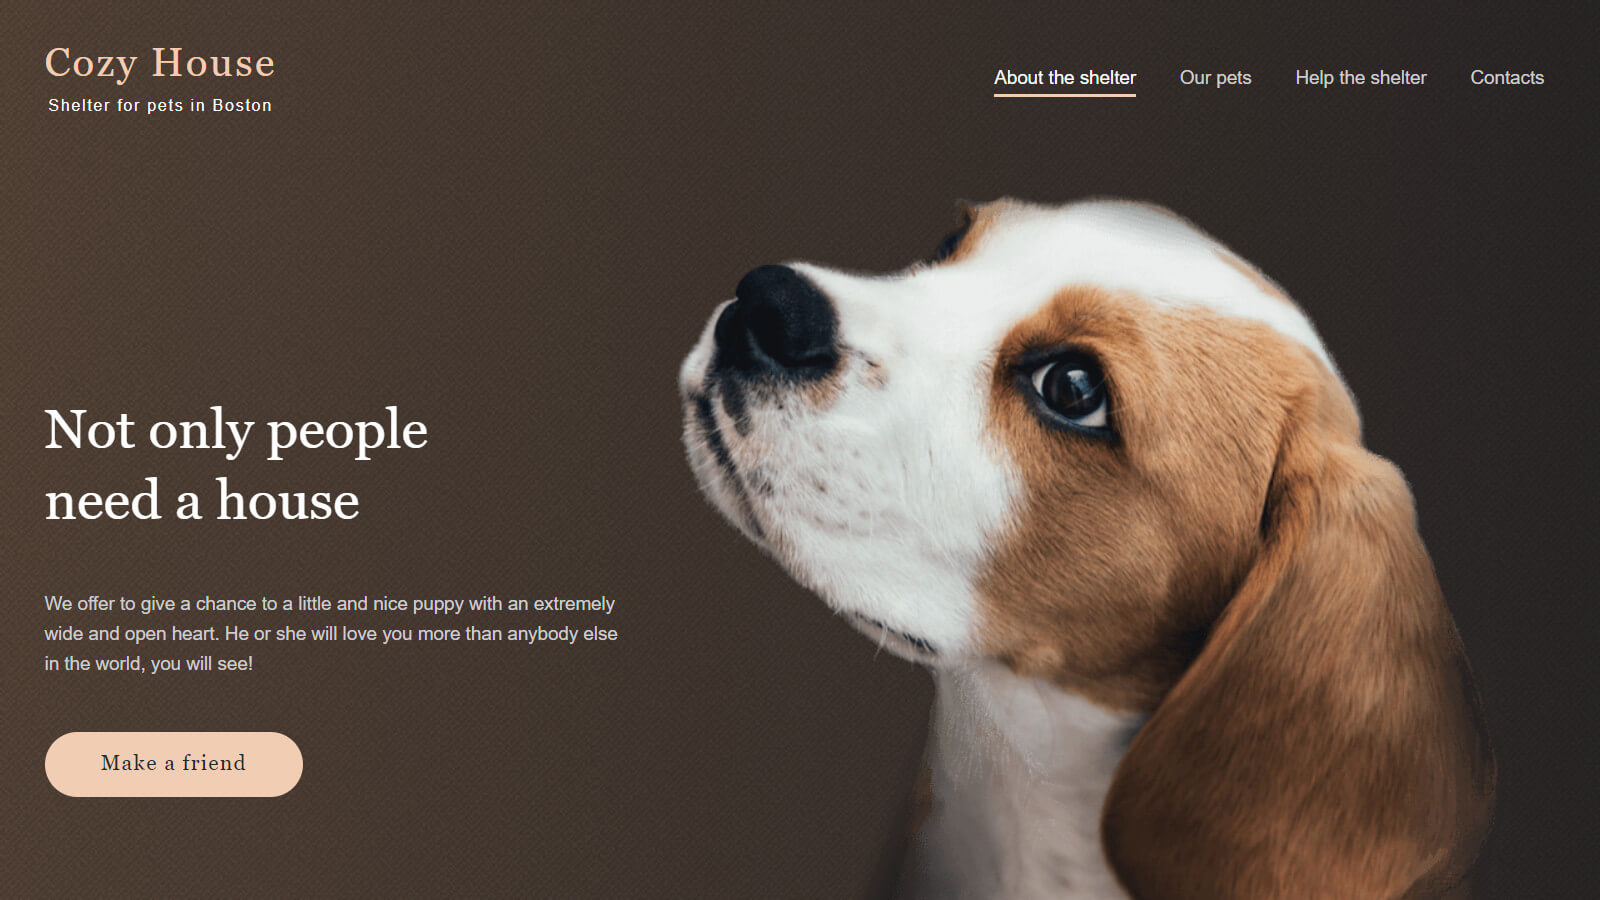 Cozy House
Shelter for pets in Boston
About the shelter
Our pets
Help the shelter
Contacts
Not only people
need a house
We offer to give a chance to a little and nice puppy with an extremely
wide and open heart. He or she will love you more than anybody else
in the world, you will see!
Make a friend